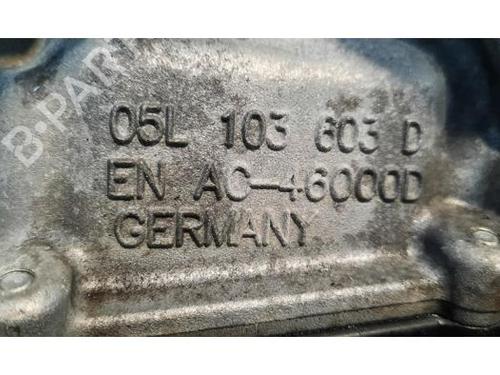 B-PARTS
05L 103 603 D
EN AC-46000D
GERMANY